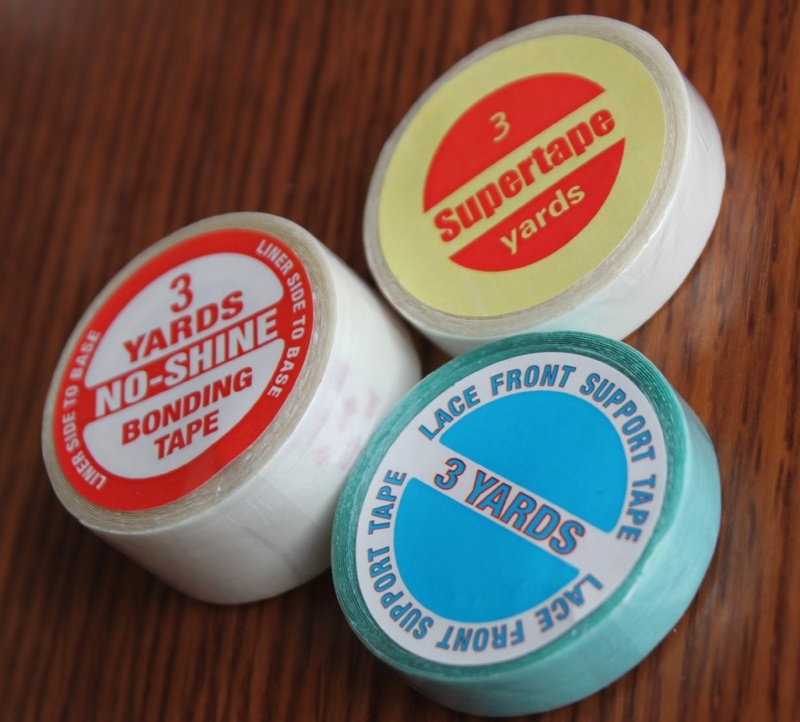 3
Supertape
yards
3
YARDS
NO-SHINE
BONDING
TAPE
LINER SIDE TO BASE
LINER SIDE TO BASE
LACE FRONT SUPPORT TAPE
3 YARDS
LACE FRONT SUPPORT TAPE